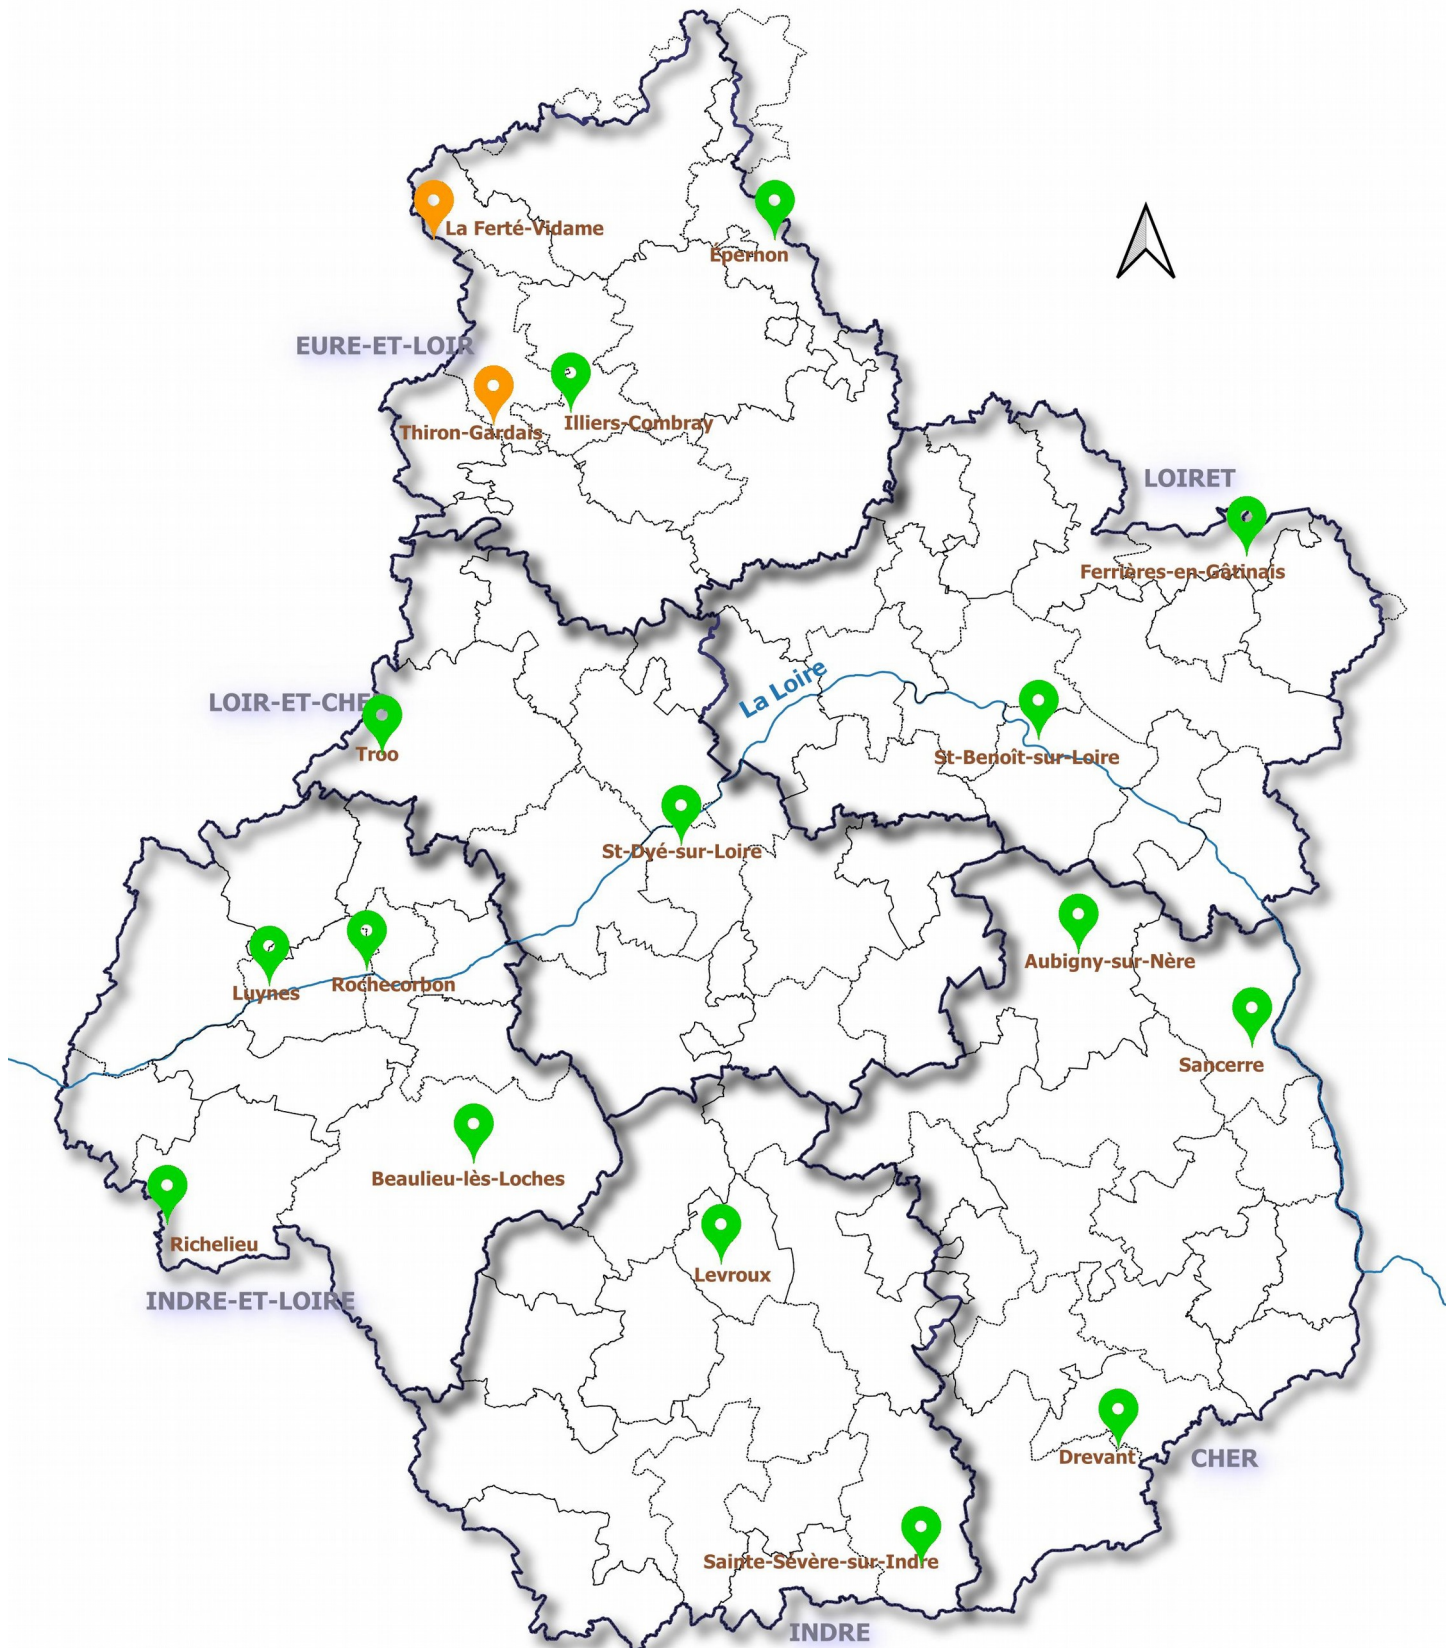 La Ferté-Vidame
Épernon
EURE-ET-LOIR
Thiron-Gardais
Illiers-Combray
LOIRET
Ferrières-en-Gâtinais
La Loire
LOIR-ET-CHE
Troo
St-Benoît-sur-Loire
St-Dyé-sur-Loire
Aubigny-sur-Nère
Luynes
Rochecorbon
Sancerre
Beaulieu-lès-Loches
Richelieu
Levroux
INDRE-ET-LOIRE
Drevant
CHER
Sainte-Sévère-sur-Indre
INDRE